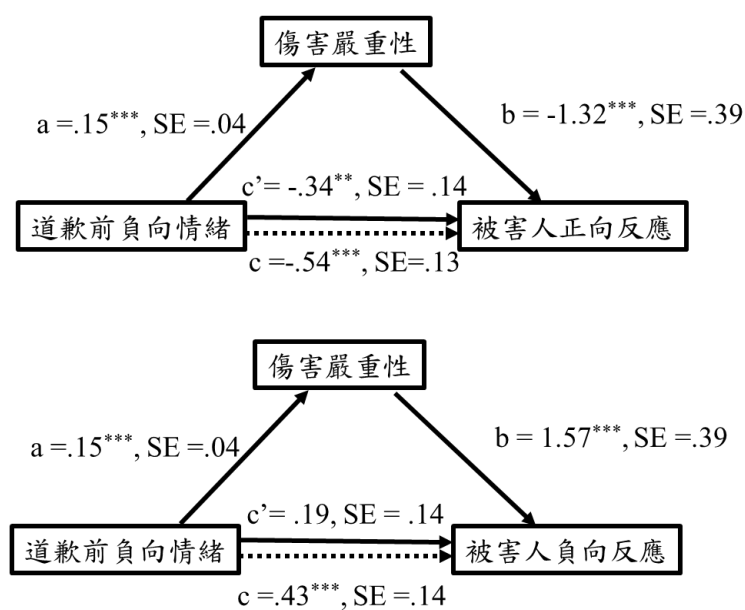 傷害嚴重性
a =.15***, SE =.04
b = -1.32***, SE =.39
c’= -.34**, SE = .14
道歉前負向情緒
被害人正向反應
c =-.54***, SE=.13
傷害嚴重性
a =.15***, SE =.04
b = 1.57***, SE =.39
c’= .19, SE = .14
道歉前負向情緒
被害人負向反應
c =.43***, SE = .14